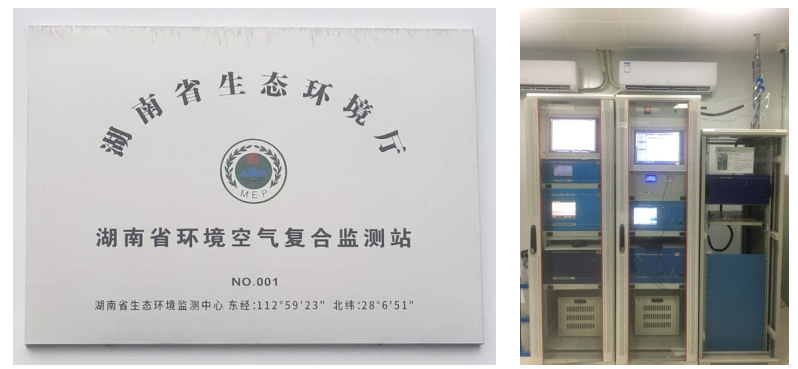 湖南省生态环境厅
MEP
湖南省环境空气复合监测站
NO.001
湖南省生态环境监测中心 东经:112°59'23" 北纬:28°6'51"